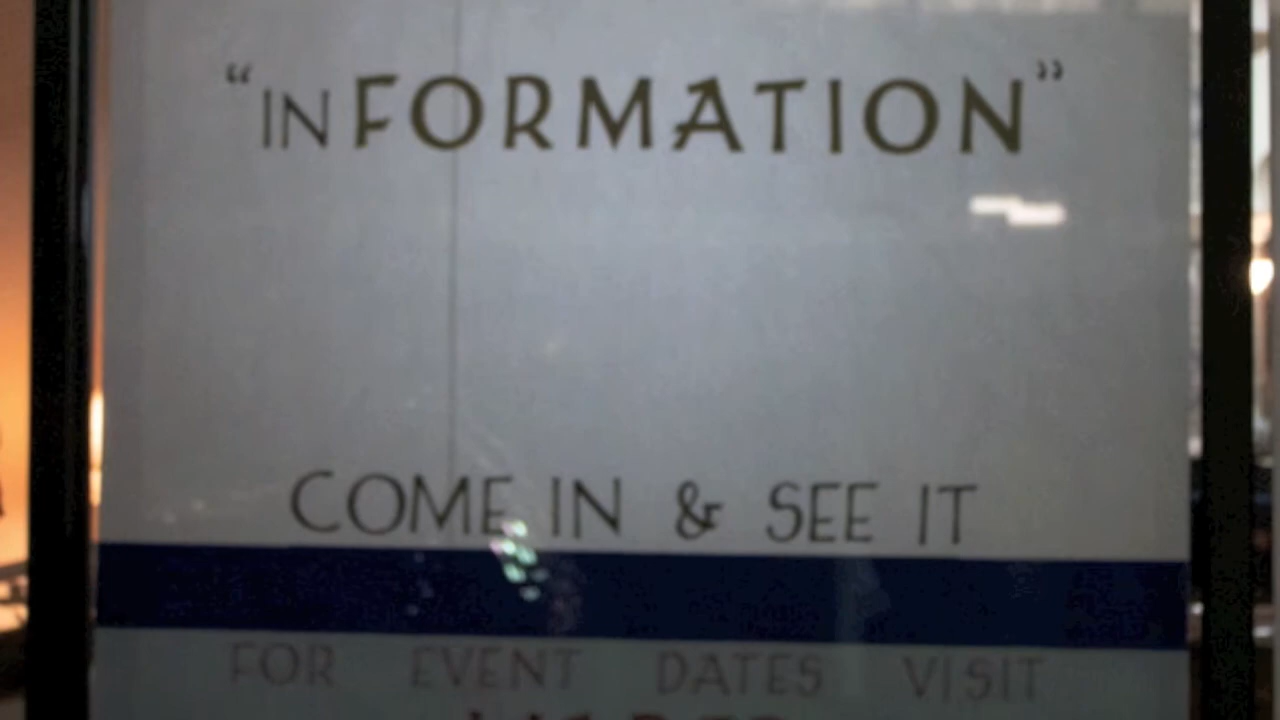 “INFORMATION”
COME IN & SEE IT
FOR EVENT DATES VISIT